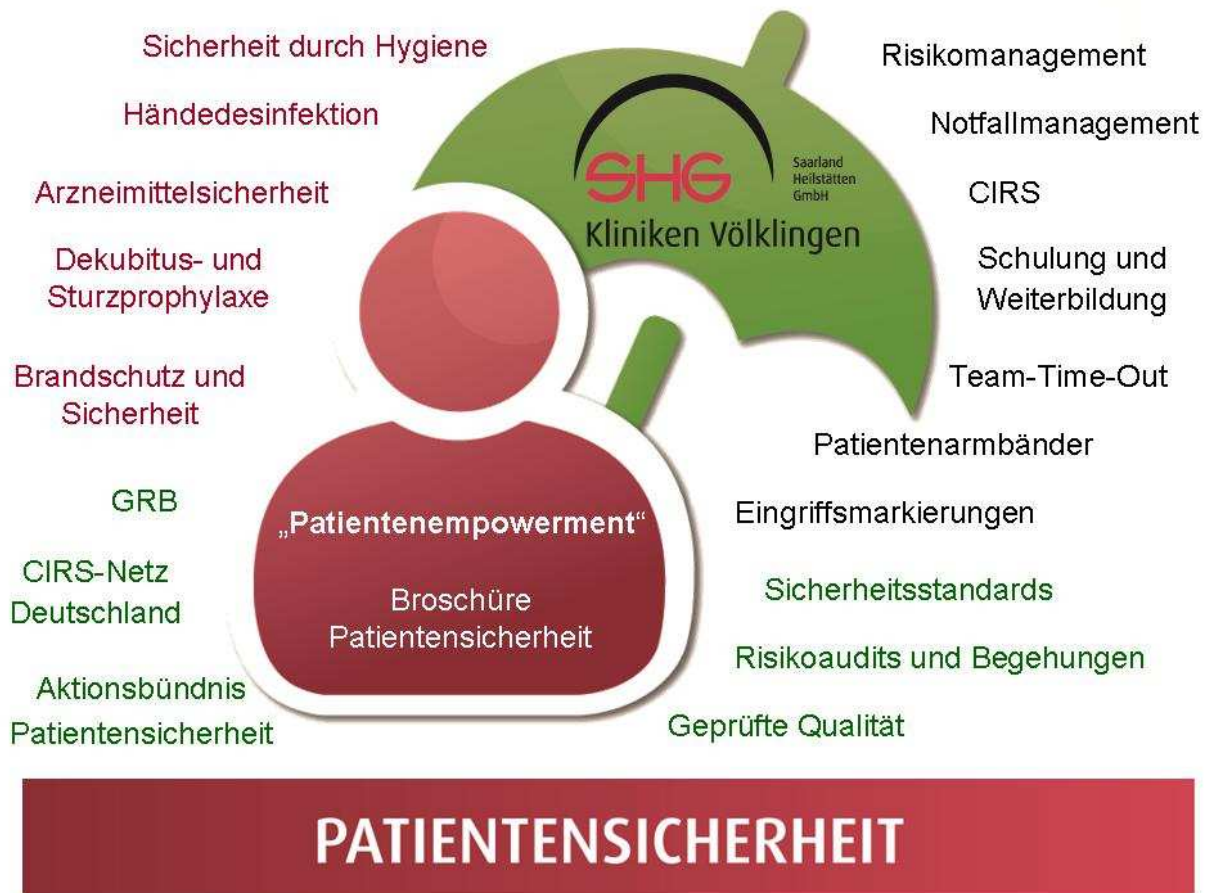 Sicherheit durch Hygiene
Händedesinfektion
Arzneimittelsicherheit
Dekubitus- und
Sturzprophylaxe
Brandschutz und
Sicherheit
GRB
CIRS-Netz
Deutschland
Aktionsbündnis
Patientensicherheit
SHG
Saarland
Heilstätten
GmbH
Kliniken Völklingen
„Patientenempowerment“
Broschüre
Patientensicherheit
Risikomanagement
Notfallmanagement
CIRS
Schulung und
Weiterbildung
Team-Time-Out
Patientenarmbänder
Eingriffsmarkierungen
Sicherheitsstandards
Risikoaudits und Begehungen
Geprüfte Qualität
PATIENTENSICHERHEIT